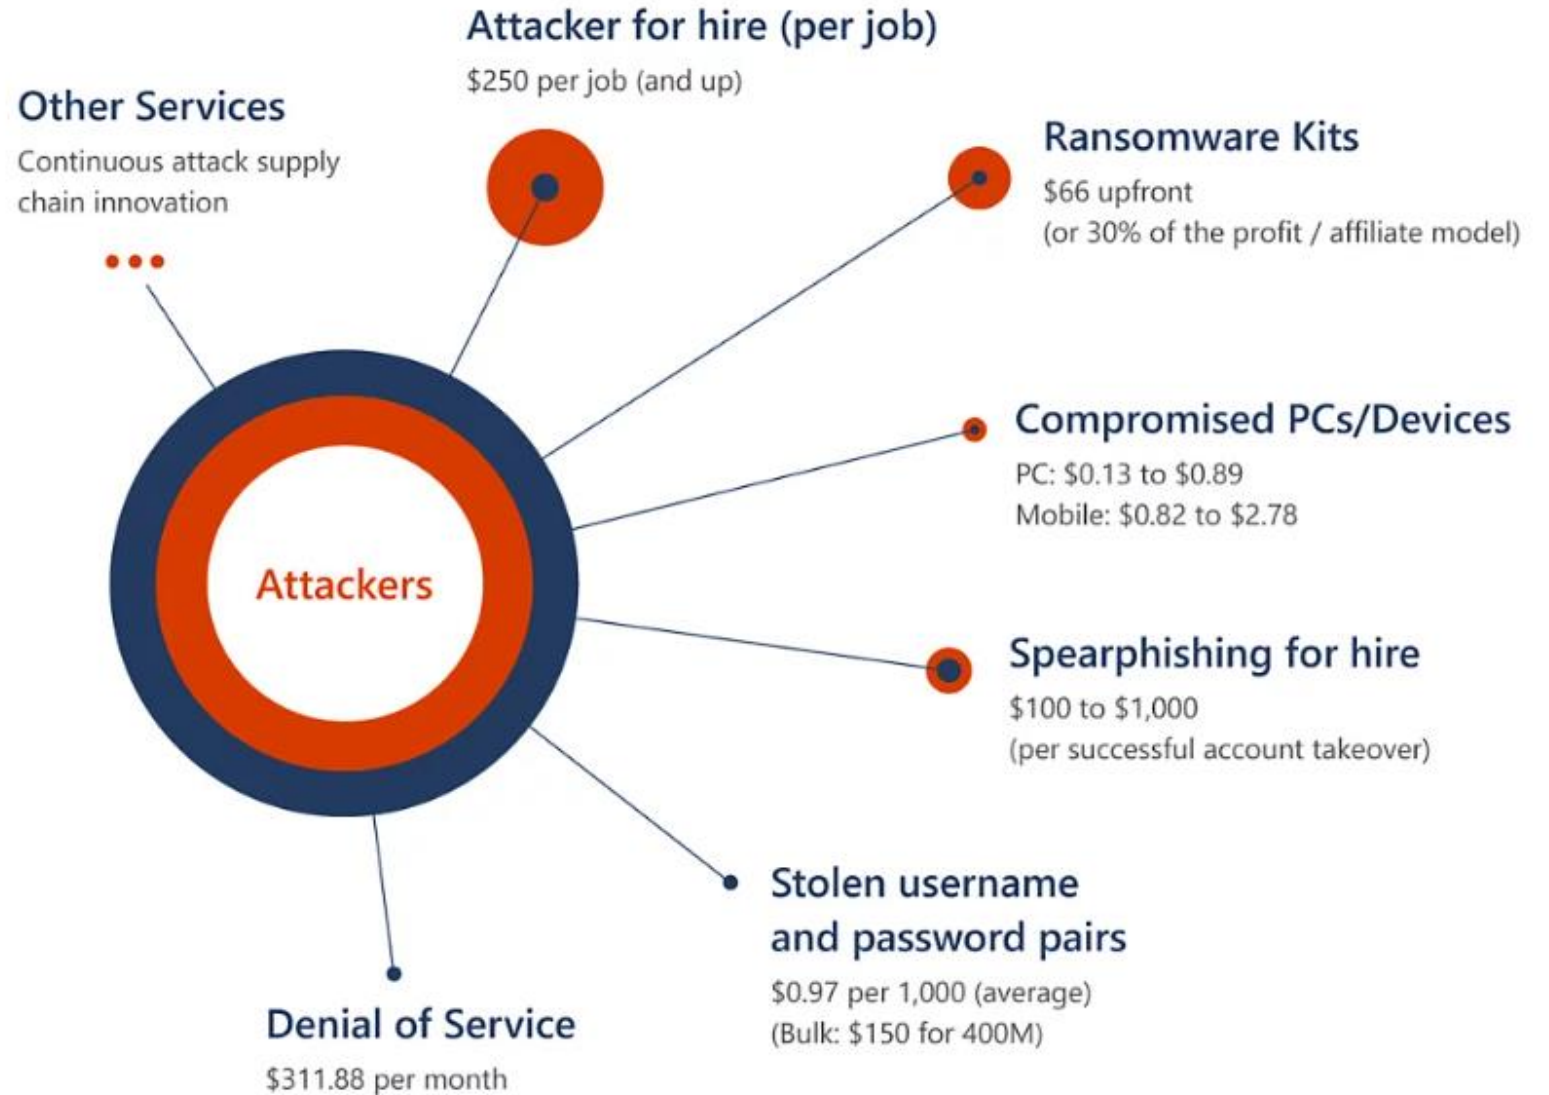 Attacker for hire (per job)
$250 per job (and up)
Other Services
Continuous attack supply
chain innovation
Ransomware Kits
$66 upfront
(or 30% of the profit / affiliate model)
Compromised PCs/Devices
PC: $0.13 to $0.89
Mobile: $0.82 to $2.78
Attackers
Spearphishing for hire
$100 to $1,000
(per successful account takeover)
Stolen username
and password pairs
$0.97 per 1,000 (average)
(Bulk: $150 for 400M)
Denial of Service
$311.88 per month